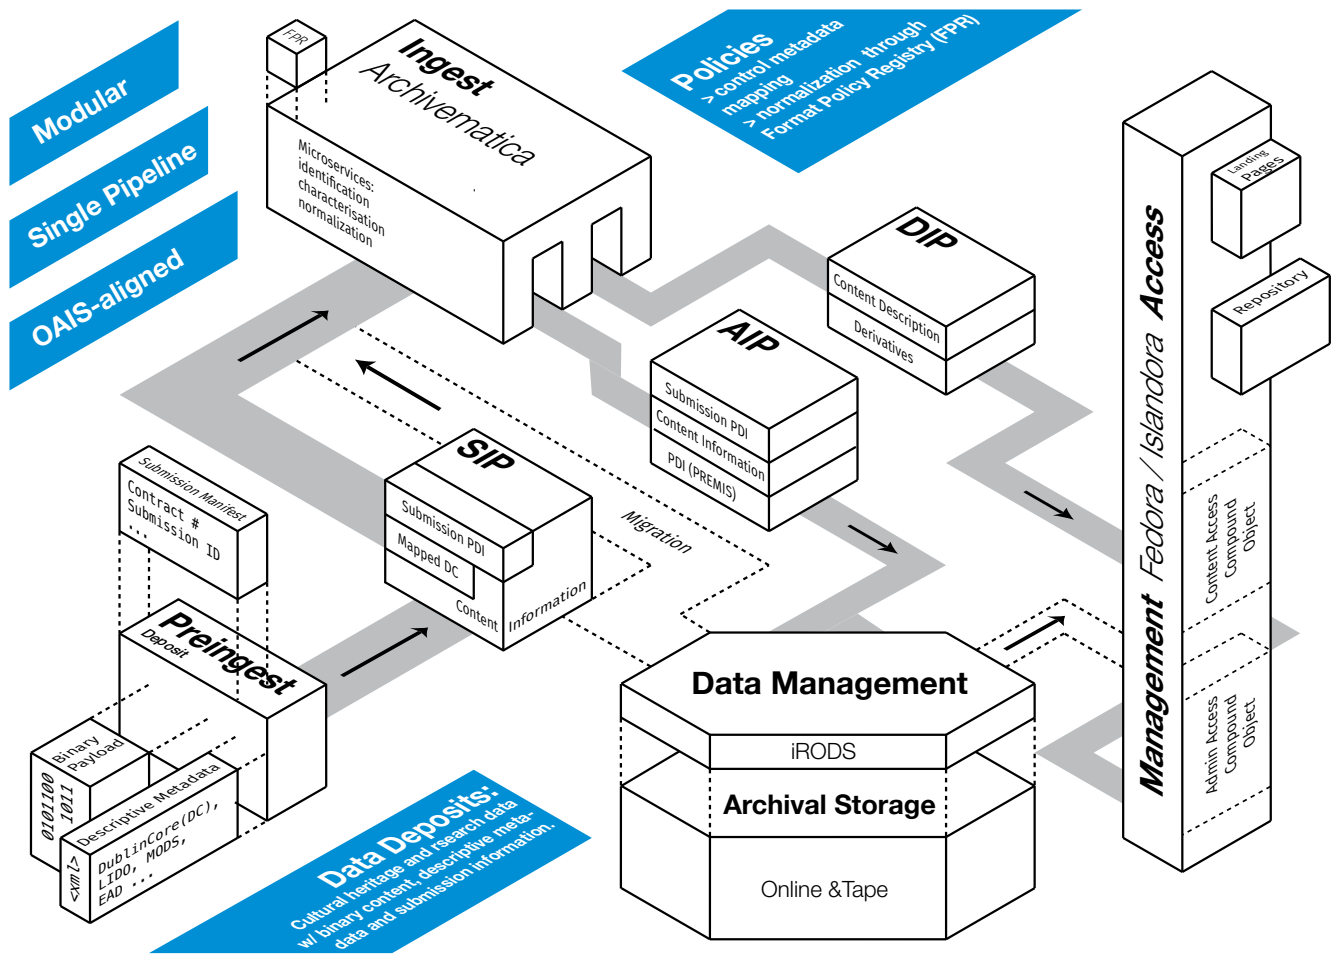 Modular
Single Pipeline
OAIS-aligned
FPR
Ingest
Archivematica
Microservices:
identification
characterisation
normalization
Policies
> control metadata
mapping
> normalization through
Format Policy Registry (FPR)
DIP
Content Description
Derivatives
AIP
Submission PDI
Content Information
PDI (PREMIS)
SIP
Submission PDI
Mapped DC
Content
Information
Migration
Submission Manifest
Contract #
Submission ID
...
Preingest
Deposit
Binary
Payload
0101100
1011
Descriptive Metadata
<xml>
DublinCore(DC),
LIDO, MODS,
EAD ...
Data Deposits:
Cultural heritage and rsearch data
w/ binary content, descriptive meta-
data and submission information.
Data Management
iRODS
Archival Storage
Online &Tape
Management Fedora / Islandora Access
Landing
Pages
Repository
Content Access
Compound
Object
Admin Access
Compound
Object